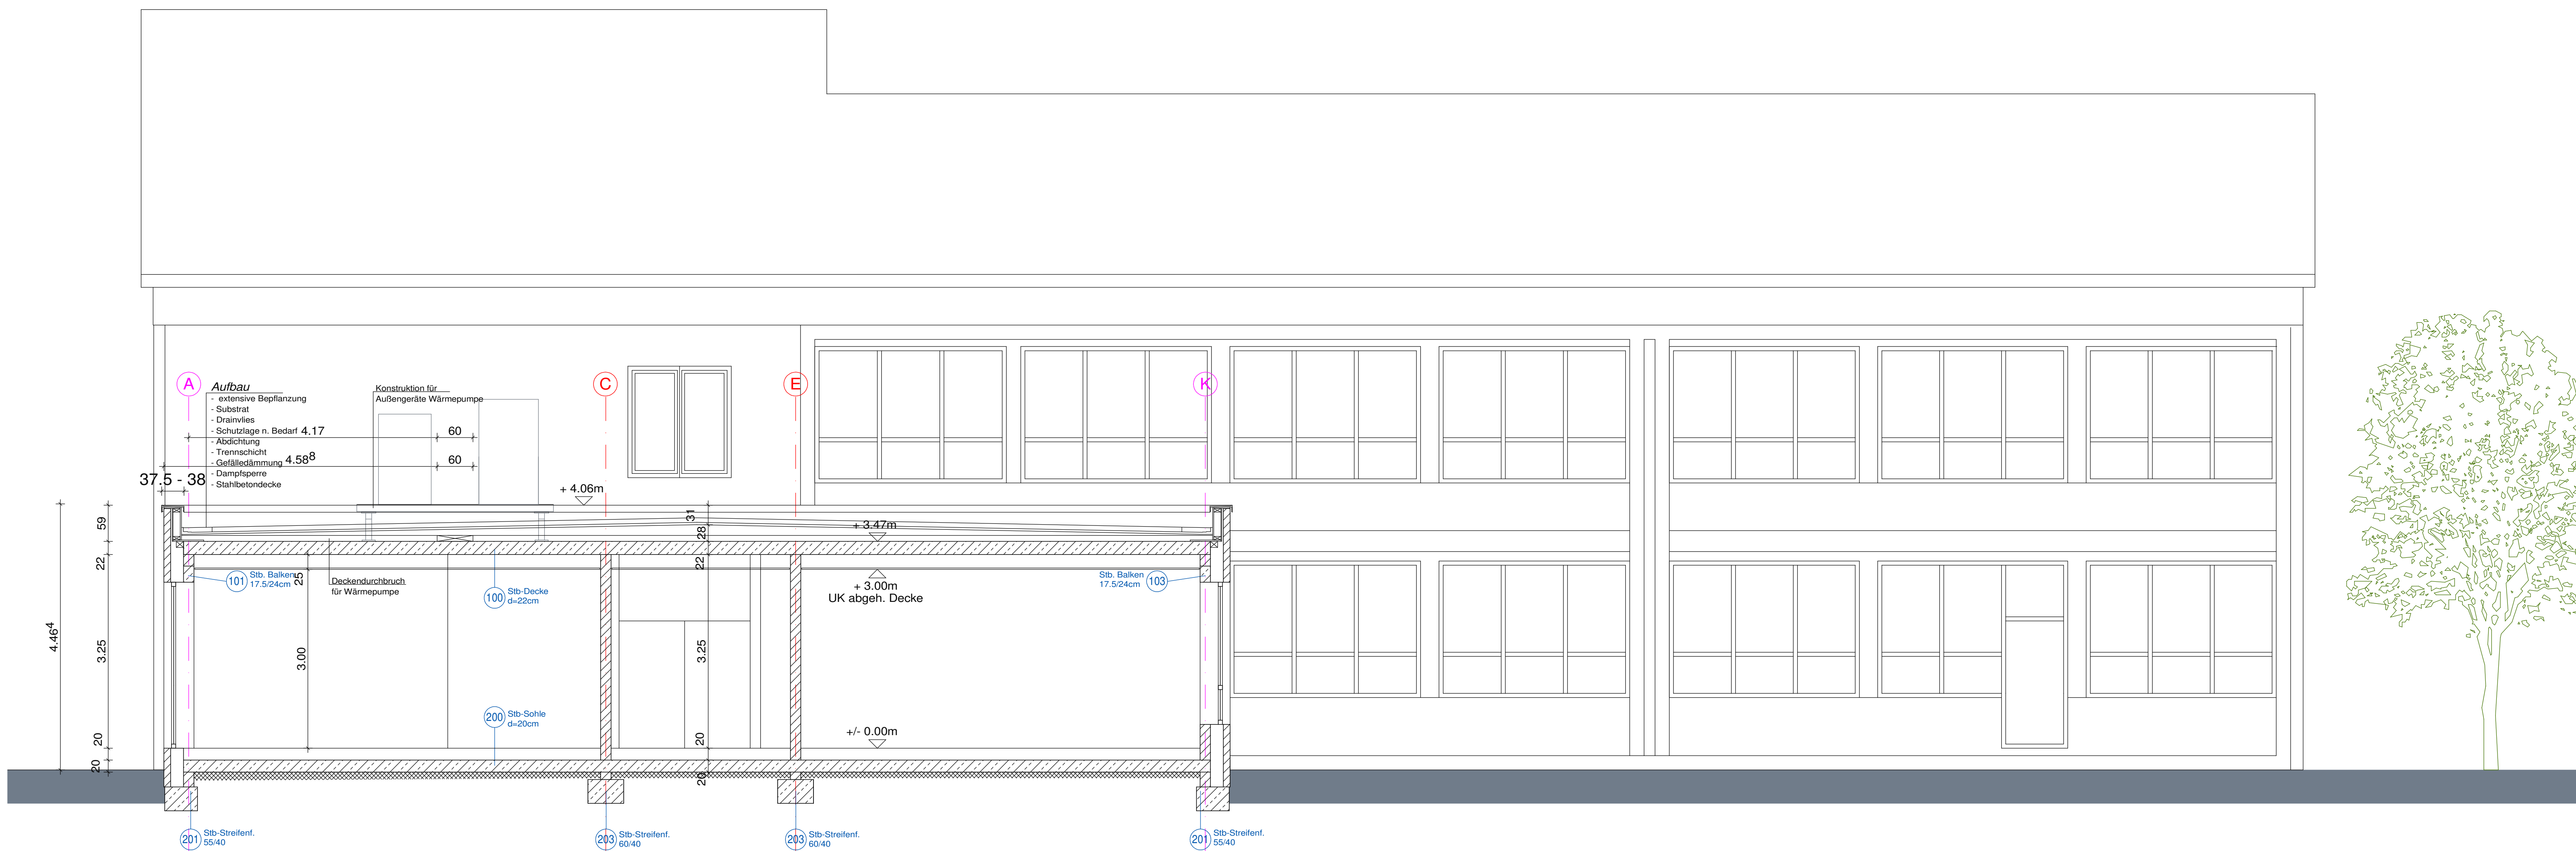 A
C
E
K
Aufbau
- extensive Bepflanzung
- Substrat
- Drainvlies
- Schutzlage n. Bedarf
- Abdichtung
- Trennschicht
- Gefälledämmung
- Dampfsperre
- Stahlbetondecke
Konstruktion für
Außengeräte Wärmepumpe
4.17
60
4.58⁸
60
37.5 - 38
+ 4.06m
59
31
28
+ 3.47m
22
22
101
Stb. Balken
17.5/24cm
25
Deckendurchbruch
für Wärmepumpe
100
Stb-Decke
d=22cm
+ 3.00m
UK abgeh. Decke
Stb. Balken
17.5/24cm
103
4.46⁴
3.25
3.00
3.25
200
Stb-Sohle
d=20cm
+/- 0.00m
20
20
20
20
201
Stb-Streifenf.
55/40
203
Stb-Streifenf.
60/40
203
Stb-Streifenf.
60/40
201
Stb-Streifenf.
55/40